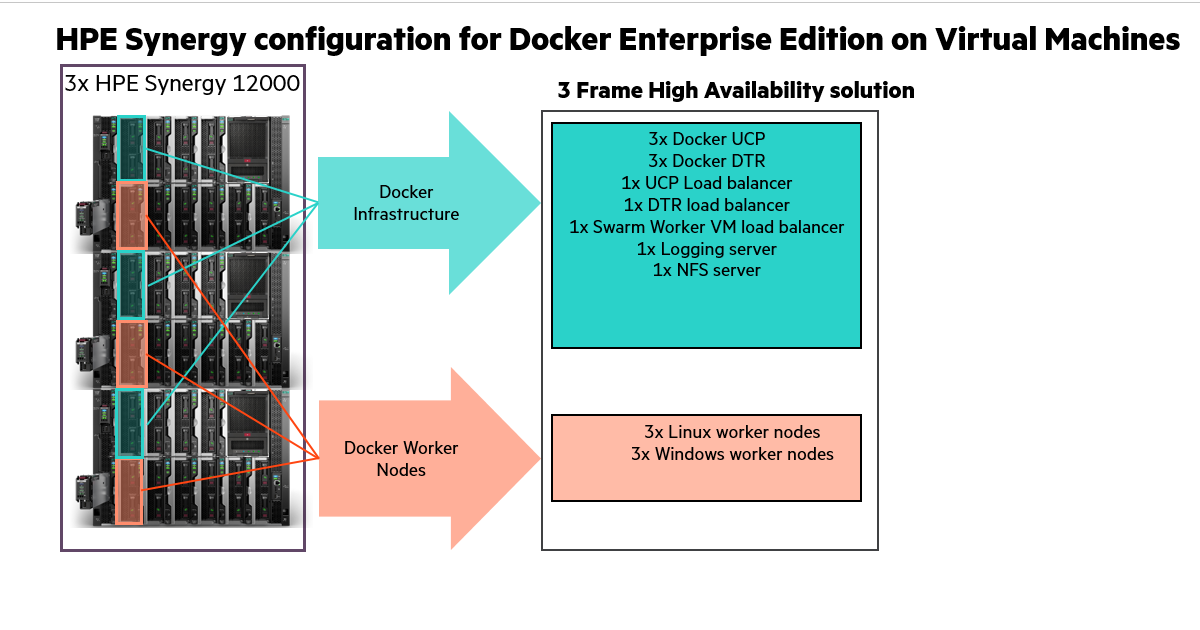 HPE Synergy configuration for Docker Enterprise Edition on Virtual Machines
3x HPE Synergy 12000
3 Frame High Availability solution
Docker
Infrastructure
3x Docker UCP
3x Docker DTR
1x UCP Load balancer
1x DTR load balancer
1x Swarm Worker VM load balancer
1x Logging server
1x NFS server
Docker Worker
Nodes
3x Linux worker nodes
3x Windows worker nodes